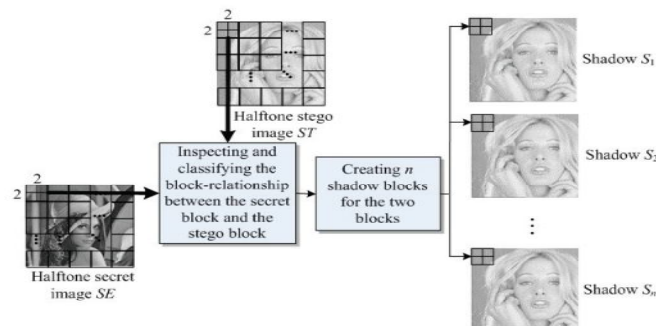 2
2
Halftone stego
image ST
2
2
Halftone secret
image SE
Inspecting and
classifying the
block-relationship
between the secret
block and the
stego block
Creating n
shadow blocks
for the two
blocks
Shadow S1
Shadow S2
⋮
Shadow Sn